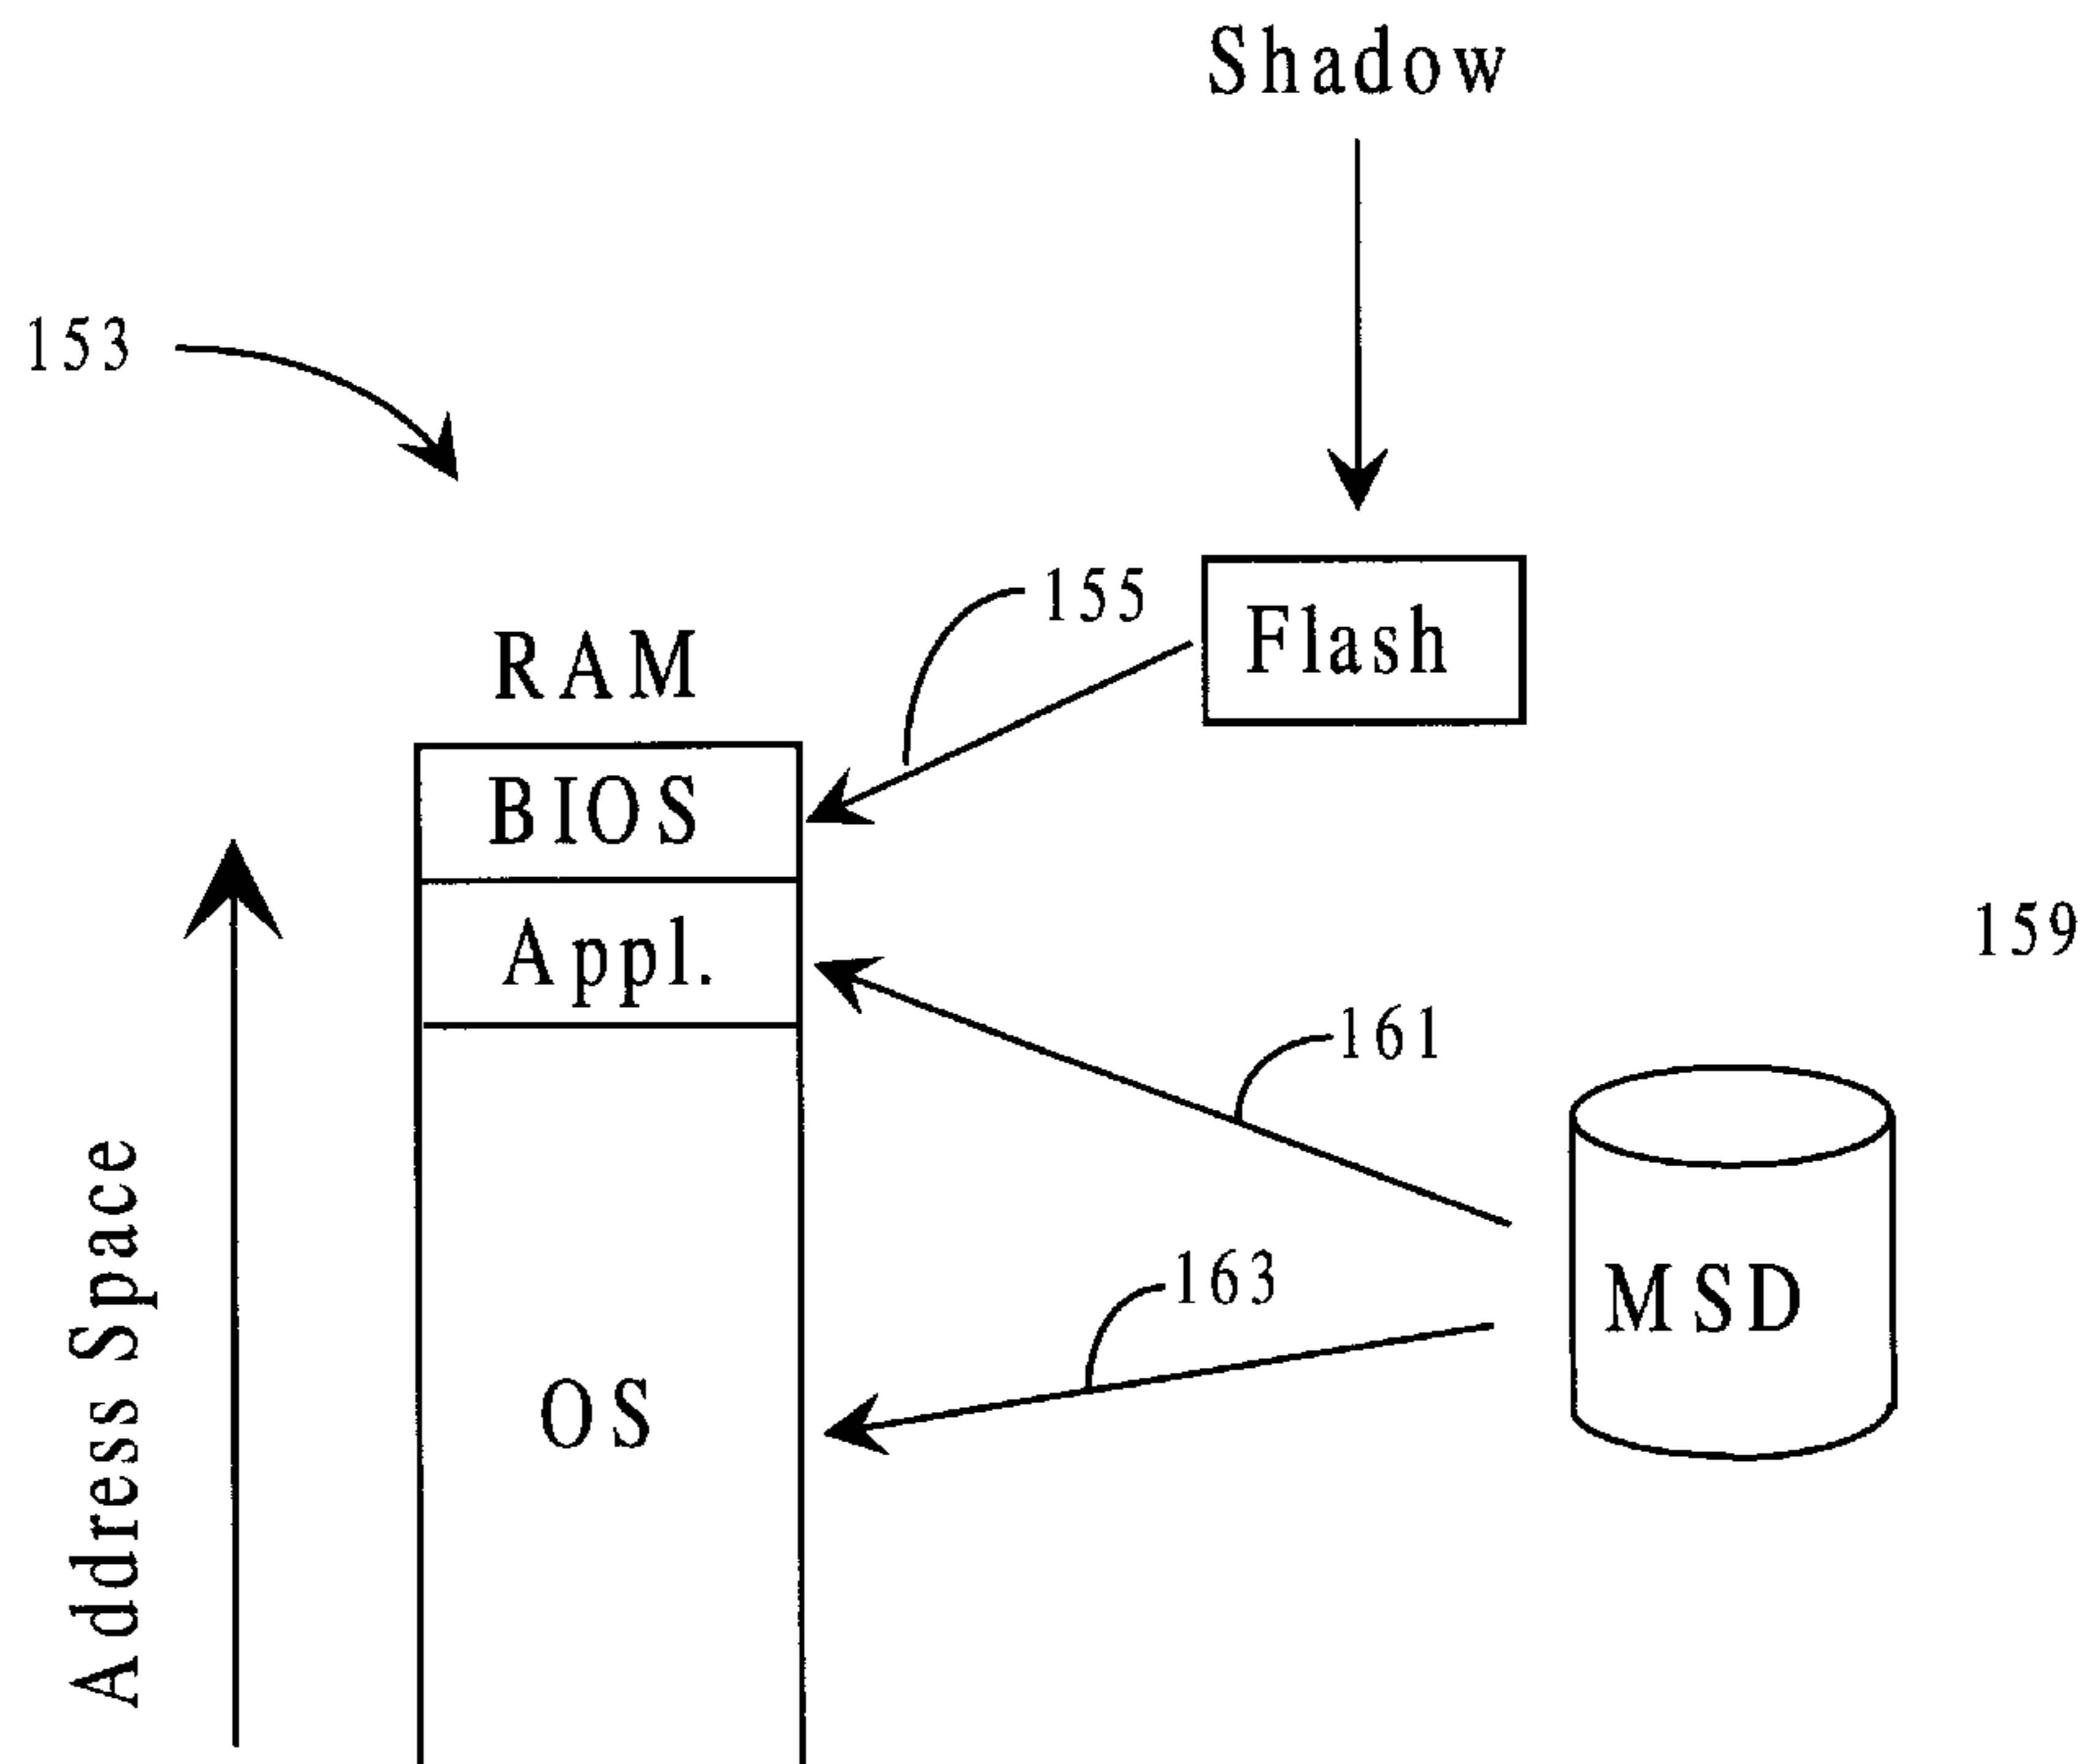 Shadow
153
155
Flash
RAM
BIOS
Appl.
159
161
MSD
163
OS
Address Space